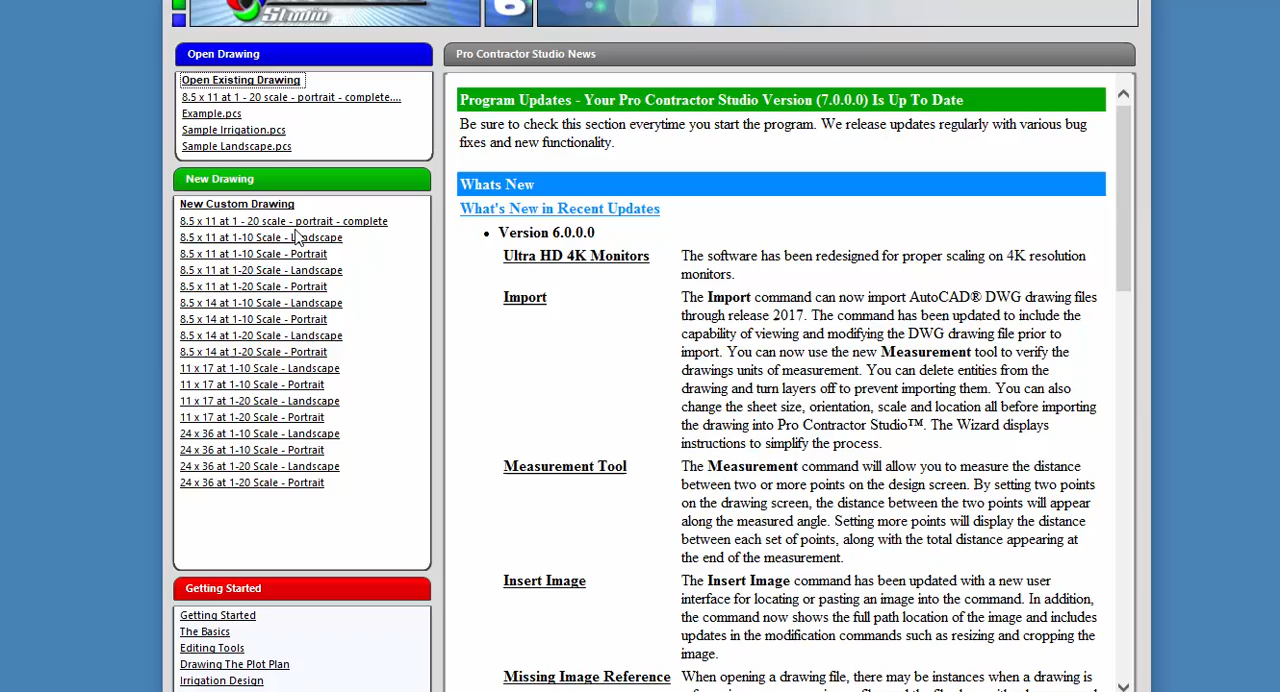 Studio
6
Open Drawing
Open Existing Drawing
8.5 x 11 at 1 - 20 scale - portrait - complete....
Example.pcs
Sample Irrigation.pcs
Sample Landscape.pcs
New Drawing
New Custom Drawing
8.5 x 11 at 1 - 20 scale - portrait - complete
8.5 x 11 at 1-10 Scale - Landscape
8.5 x 11 at 1-10 Scale - Portrait
8.5 x 11 at 1-20 Scale - Landscape
8.5 x 11 at 1-20 Scale - Portrait
8.5 x 14 at 1-10 Scale - Landscape
8.5 x 14 at 1-10 Scale - Portrait
8.5 x 14 at 1-20 Scale - Landscape
8.5 x 14 at 1-20 Scale - Portrait
11 x 17 at 1-10 Scale - Landscape
11 x 17 at 1-10 Scale - Portrait
11 x 17 at 1-20 Scale - Landscape
11 x 17 at 1-20 Scale - Portrait
24 x 36 at 1-10 Scale - Landscape
24 x 36 at 1-10 Scale - Portrait
24 x 36 at 1-20 Scale - Landscape
24 x 36 at 1-20 Scale - Portrait
Getting Started
Getting Started
The Basics
Editing Tools
Drawing The Plot Plan
Irrigation Design
Pro Contractor Studio News
Program Updates - Your Pro Contractor Studio Version (7.0.0.0) Is Up To Date
Be sure to check this section everytime you start the program. We release updates regularly with various bug
fixes and new functionality.
Whats New
What's New in Recent Updates
• Version 6.0.0.0
Ultra HD 4K Monitors
The software has been redesigned for proper scaling on 4K resolution
monitors.
Import
The Import command can now import AutoCAD® DWG drawing files
through release 2017. The command has been updated to include the
capability of viewing and modifying the DWG drawing file prior to
import. You can now use the new Measurement tool to verify the
drawings units of measurement. You can delete entities from the
drawing and turn layers off to prevent importing them. You can also
change the sheet size, orientation, scale and location all before importing
the drawing into Pro Contractor Studio™. The Wizard displays
instructions to simplify the process.
Measurement Tool
The Measurement command will allow you to measure the distance
between two or more points on the design screen. By setting two points
on the drawing screen, the distance between the two points will appear
along the measured angle. Setting more points will display the distance
between each set of points, along with the total distance appearing at
the end of the measurement.
Insert Image
The Insert Image command has been updated with a new user
interface for locating or pasting an image into the command. In addition,
the command now shows the full path location of the image and includes
updates in the modification commands such as resizing and cropping the
image.
Missing Image Reference
When opening a drawing file, there may be instances when a drawing is